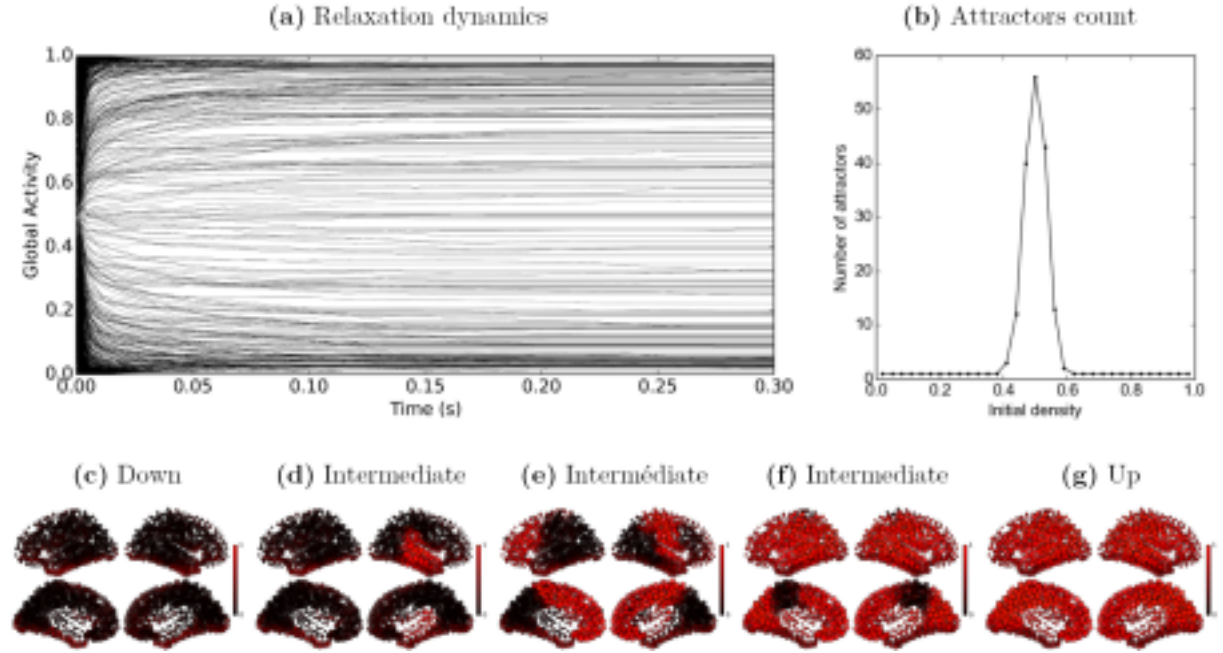 (a) Relaxation dynamics
(b) Attractors count
1.0
0.8
0.6
0.4
0.2
0.0
Global Activity
0.00 0.05 0.10 0.15 0.20 0.25 0.30
Time (s)
60
50
40
30
20
10
0
Number of attractors
0.0 0.2 0.4 0.6 0.8 1.0
Initial density
(c) Down
(d) Intermediate
(e) Intermédiate
(f) Intermediate
(g) Up